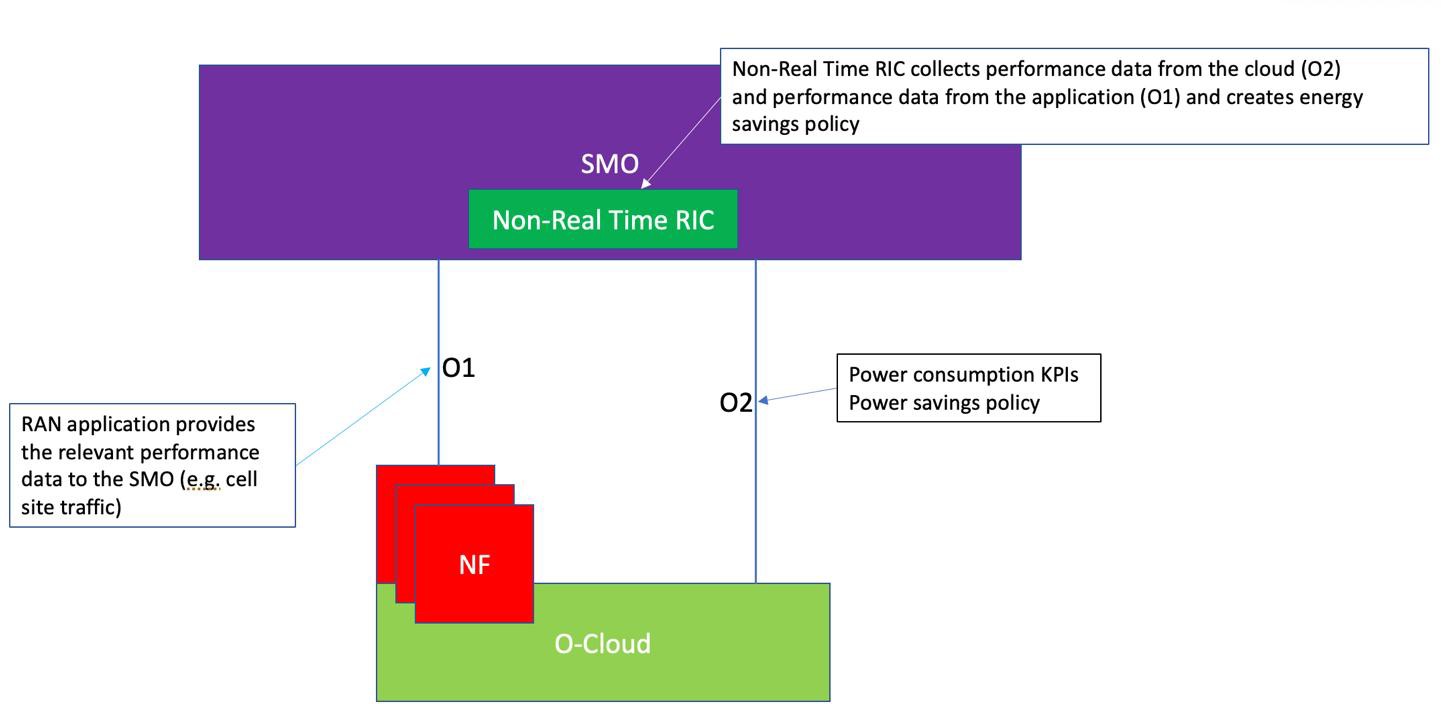 Non-Real Time RIC collects performance data from the cloud (O2)
and performance data from the application (O1) and creates energy
savings policy
SMO
Non-Real Time RIC
O1
O2
Power consumption KPIs
Power savings policy
RAN application provides
the relevant performance
data to the SMO (e.g. cell
site traffic)
NF
O-Cloud